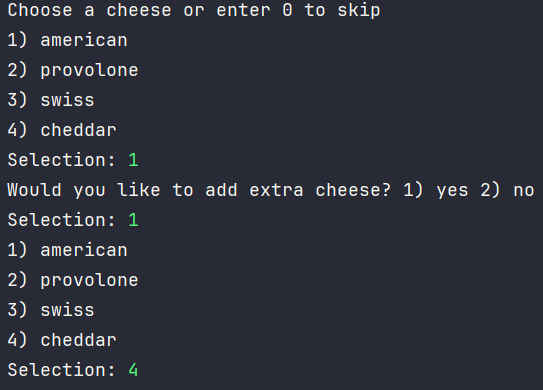 Choose a cheese or enter 0 to skip
1) american
2) provolone
3) swiss
4) cheddar
Selection: 1
Would you like to add extra cheese? 1) yes 2) no
Selection: 1
1) american
2) provolone
3) swiss
4) cheddar
Selection: 4